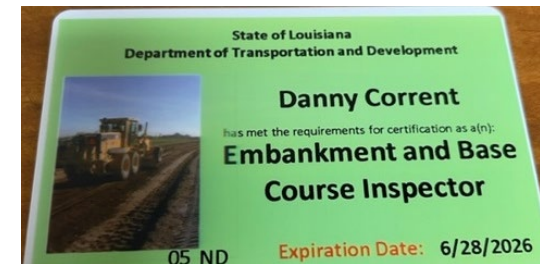 State of Louisiana
Department of Transportation and Development
Danny Corrent
has met the requirements for certification as a(n):
Embankment and Base
Course Inspector
05 ND
Expiration Date: 6/28/2026